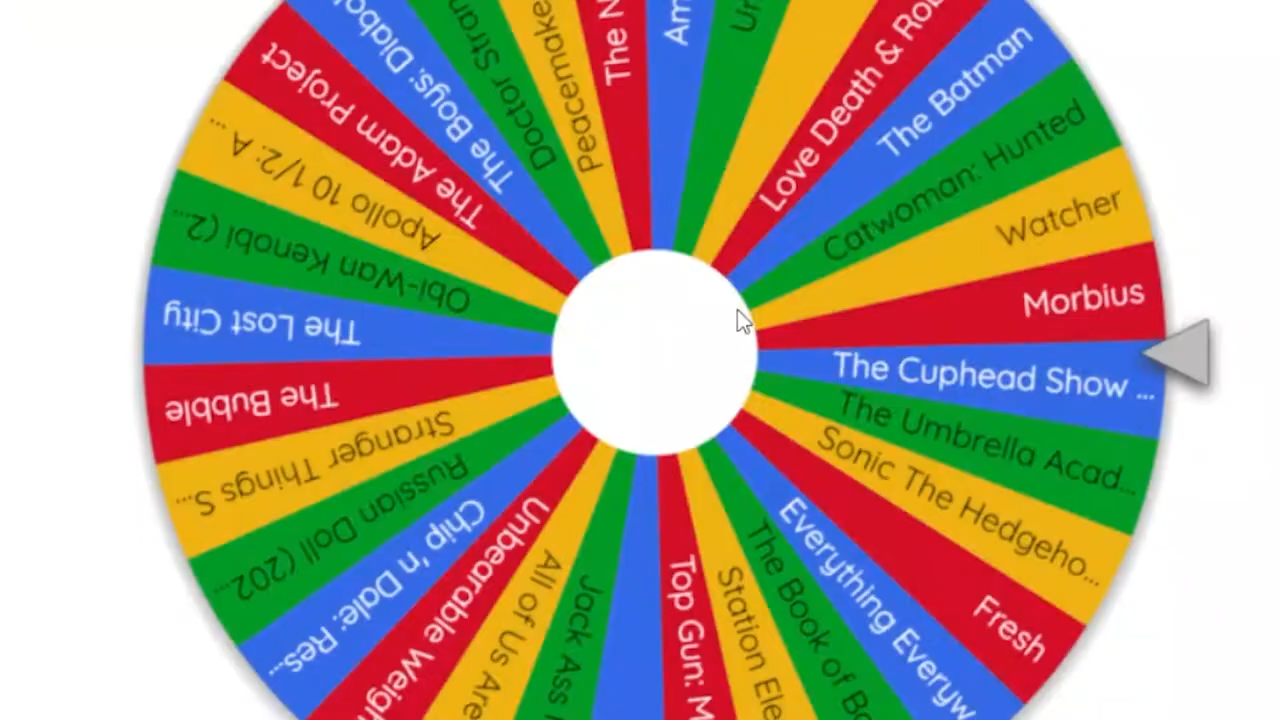 The Adam Project
The Boys: Diabol
Doctor Stran
Peacemake
The N
Am
Un
Love Death & Rob
The Batman
Catwoman: Hunted
Watcher
Morbius
The Cuphead Show ...
The Umbrella Acad...
Sonic The Hedgeho...
Fresh
Everything Everyw
The Book of Bo
Station Ele
Top Gun: M
Jack Ass
All of Us Are
Unbearable Weigh
Chip 'n Dale: Res...
Russian Doll (202...
Stranger Things S...
The Bubble
The Lost City
Obi-Wan Kenobi (2...
Apollo 10 1/2: A ...